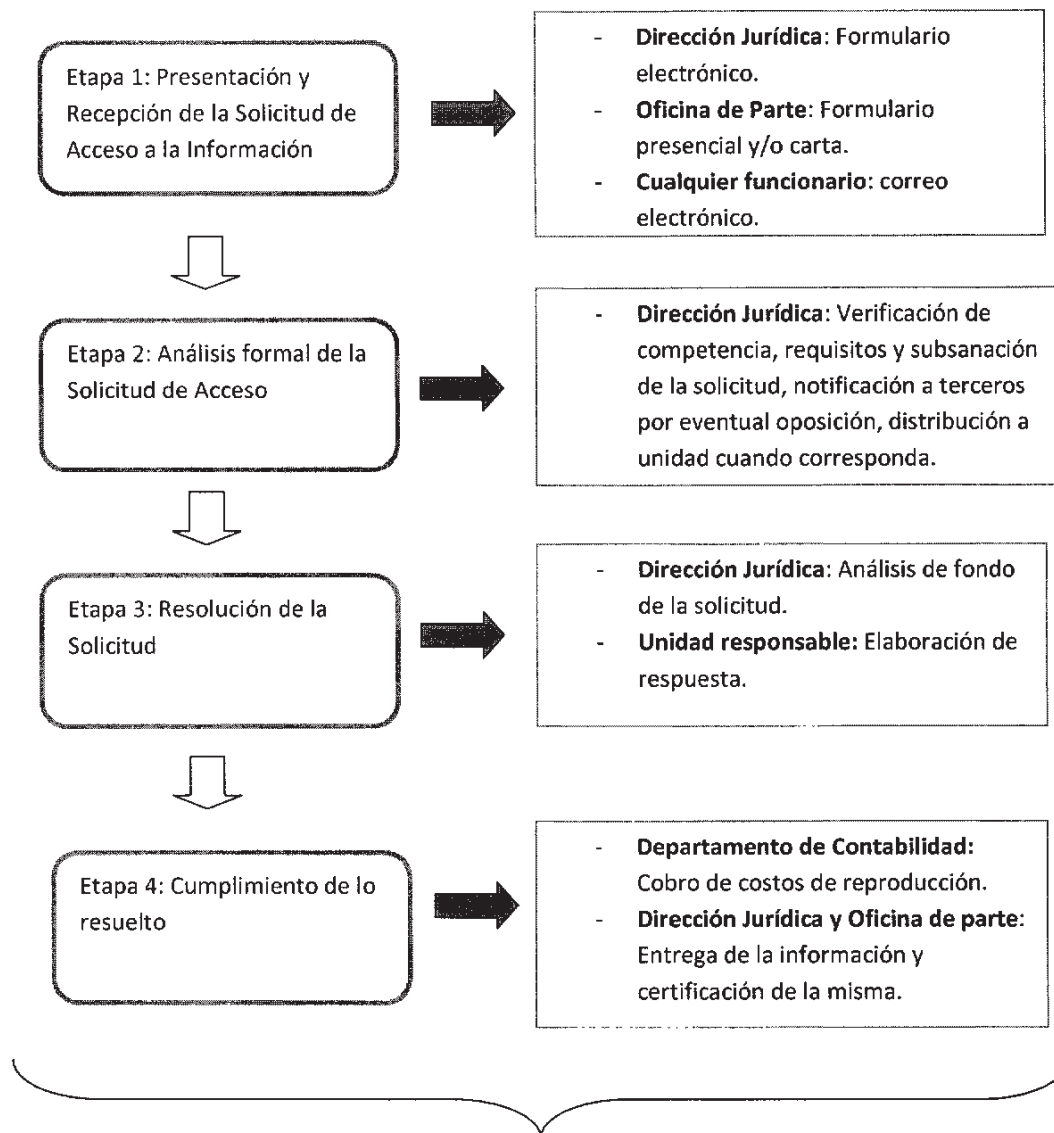 Etapa 1: Presentación y
Recepción de la Solicitud de
Acceso a la Información
- Dirección Jurídica: Formulario
electrónico.
- Oficina de Parte: Formulario
presencial y/o carta.
- Cualquier funcionario: correo
electrónico.
Etapa 2: Análisis formal de la
Solicitud de Acceso
- Dirección Jurídica: Verificación de
competencia, requisitos y subsanación
de la solicitud, notificación a terceros
por eventual oposición, distribución a
unidad cuando corresponda.
Etapa 3: Resolución de la
Solicitud
- Dirección Jurídica: Análisis de fondo
de la solicitud.
- Unidad responsable: Elaboración de
respuesta.
Etapa 4: Cumplimiento de lo
resuelto
- Departamento de Contabilidad:
Cobro de costos de reproducción.
- Dirección Jurídica y Oficina de parte:
Entrega de la información y
certificación de la misma.